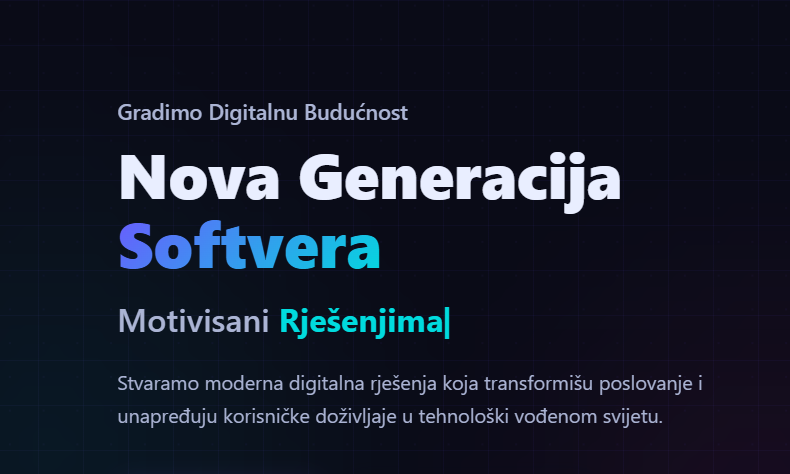 Gradimo Digitalnu Budućnost
Nova Generacija
Softvera
Motivisani Rješenjima
Stvaramo moderna digitalna rješenja koja transformišu poslovanje i
unapređuju korisničke doživljaje u tehnološki vođenom svijetu.